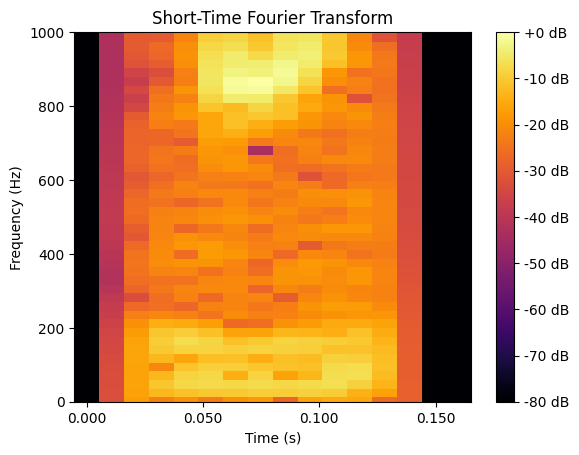 Short-Time Fourier Transform
1000
800
600
400
200
0
Frequency (Hz)
0.000
0.050
0.100
0.150
Time (s)
+0 dB
-10 dB
-20 dB
-30 dB
-40 dB
-50 dB
-60 dB
-70 dB
-80 dB